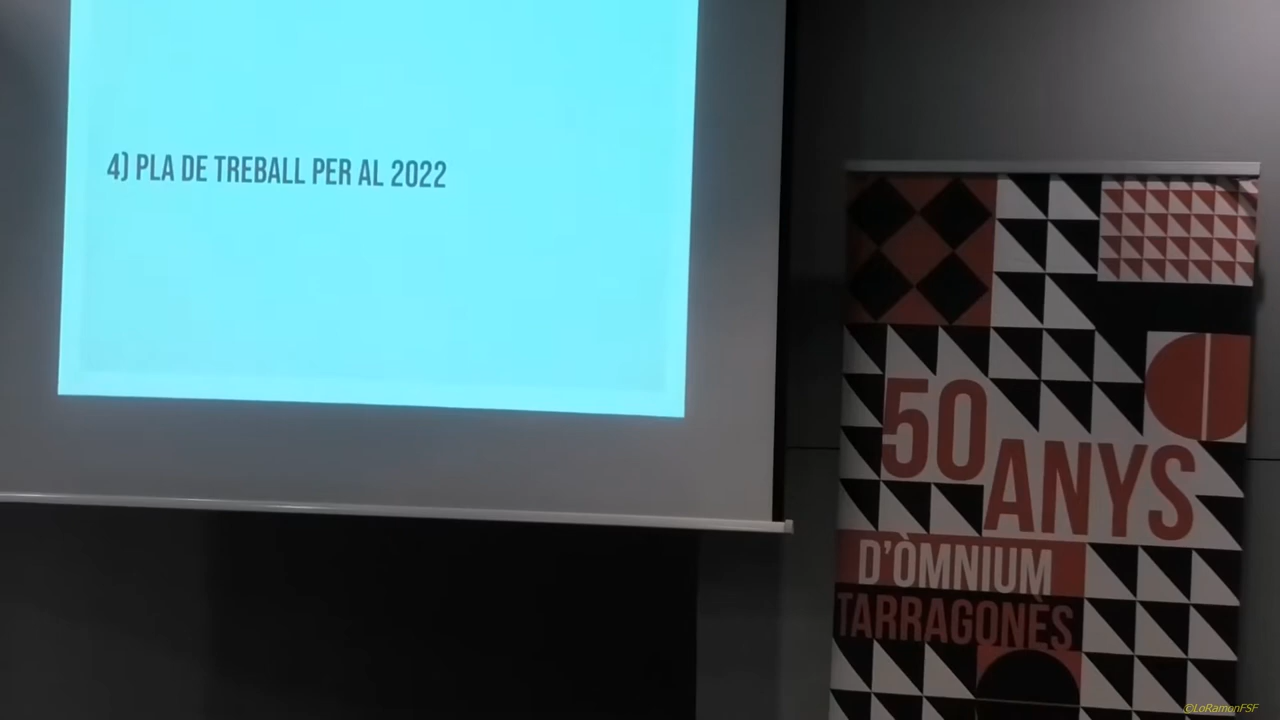 4) PLA DE TREBALL PER AL 2022
50
ANYS
D'ÒMNIUM
TARRAGONÈS
©LoRamonFSF